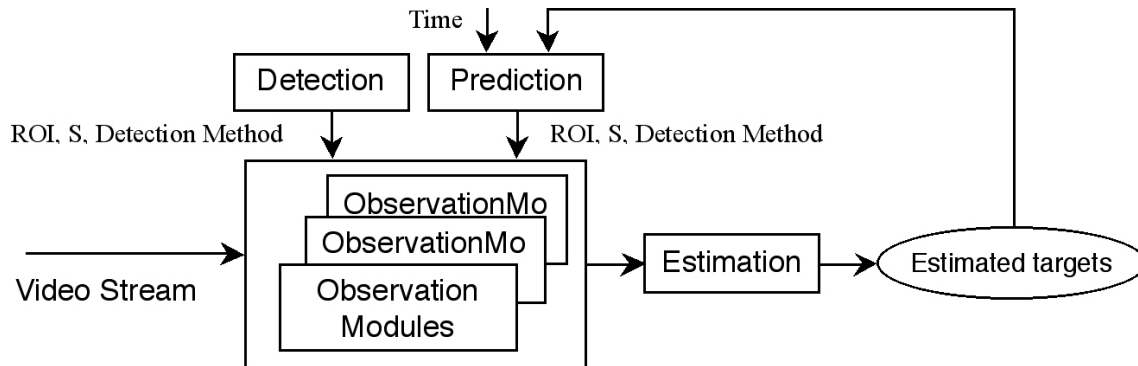 Time
Detection
Prediction
ROI, S, Detection Method
ROI, S, Detection Method
ObservationMo
ObservationMo
Observation
Modules
Video Stream
Estimation
Estimated targets